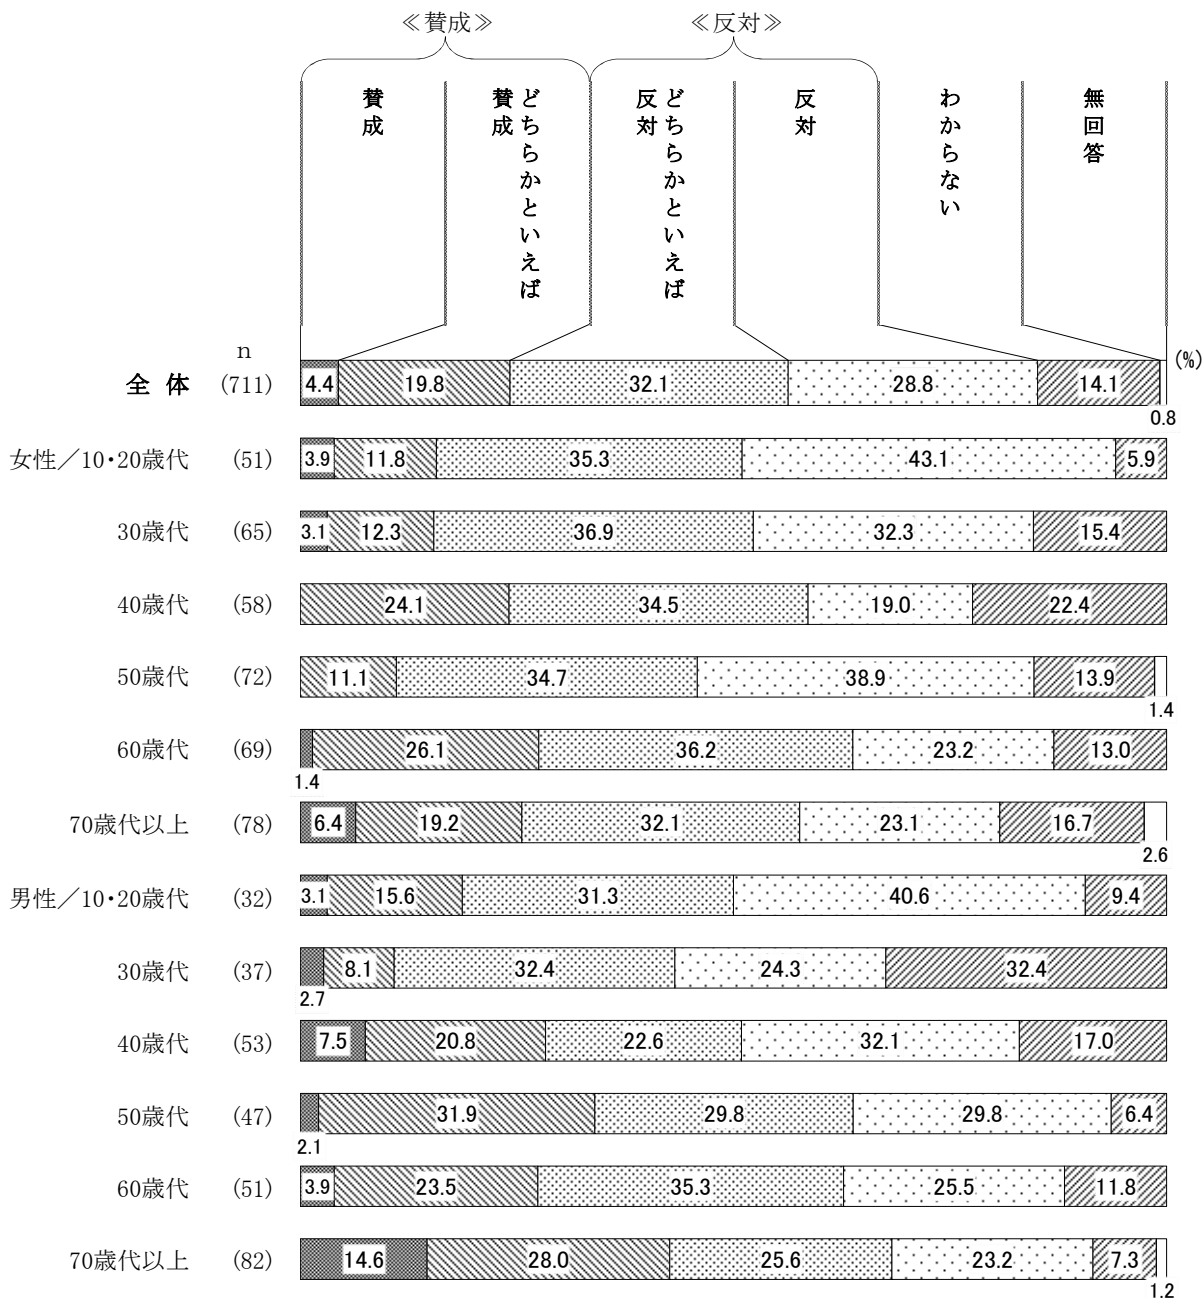 ≪賛成≫ ≪反対≫
賛成
どちらかといえば
賛成
どちらかといえば
反対
反対
わからない
無回答
n
(%)
全体 (711) 4.4 19.8 32.1 28.8 14.1
0.8
女性／10・20歳代 (51) 3.9 11.8 35.3 43.1 5.9
30歳代 (65) 3.1 12.3 36.9 32.3 15.4
40歳代 (58) 24.1 34.5 19.0 22.4
50歳代 (72) 11.1 34.7 38.9 13.9
1.4
60歳代 (69) 26.1 36.2 23.2 13.0
1.4
70歳代以上 (78) 6.4 19.2 32.1 23.1 16.7
2.6
男性／10・20歳代 (32) 3.1 15.6 31.3 40.6 9.4
30歳代 (37) 8.1 32.4 24.3 32.4
2.7
40歳代 (53) 7.5 20.8 22.6 32.1 17.0
50歳代 (47) 31.9 29.8 29.8 6.4
2.1
60歳代 (51) 3.9 23.5 35.3 25.5 11.8
70歳代以上 (82) 14.6 28.0 25.6 23.2 7.3
1.2